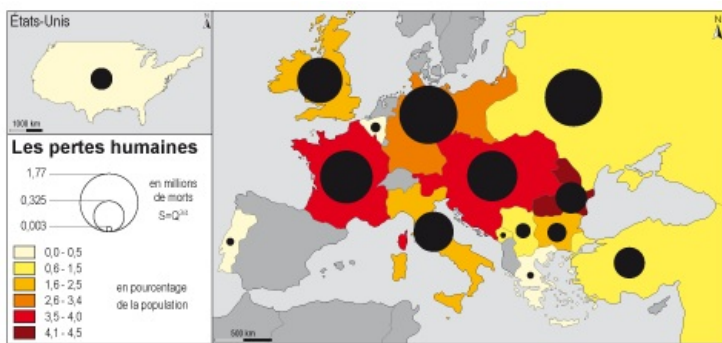 États-Unis
N
1000 km
Les pertes humaines
1,77
0,325
0,003
en millions
de morts
S=Q¾
0,0 - 0,5
0,6 - 1,5
1,6 - 2,5
2,6 - 3,4
3,5 - 4,0
4,1 - 4,5
en pourcentage
de la population
N
500 km